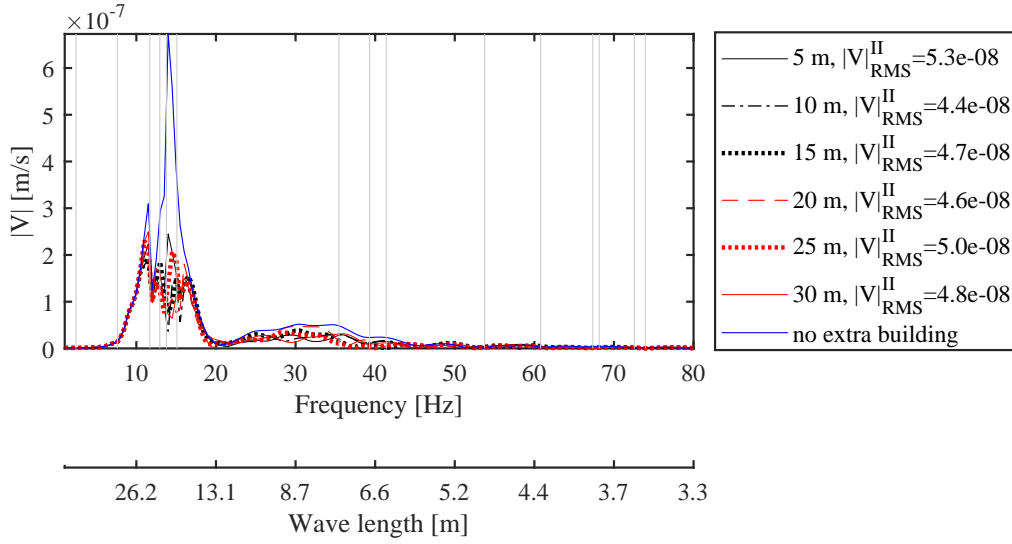 ×10⁻⁷
6
5
4
3
2
1
0
|V| [m/s]
10 20 30 40 50 60 70 80
Frequency [Hz]
26.2 13.1 8.7 6.6 5.2 4.4 3.7 3.3
Wave length [m]
5 m, |V|^II_RMS=5.3e-08
10 m, |V|^II_RMS=4.4e-08
15 m, |V|^II_RMS=4.7e-08
20 m, |V|^II_RMS=4.6e-08
25 m, |V|^II_RMS=5.0e-08
30 m, |V|^II_RMS=4.8e-08
no extra building